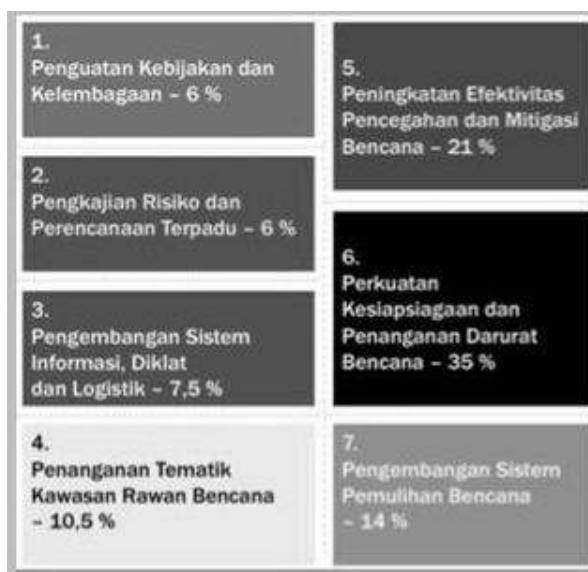 1.
Penguatan Kebijakan dan
Kelembagaan – 6 %
2.
Pengkajian Risiko dan
Perencanaan Terpadu – 6 %
3.
Pengembangan Sistem
Informasi, Diklat
dan Logistik – 7,5 %
4.
Penanganan Tematik
Kawasan Rawan Bencana
– 10,5 %
5.
Peningkatan Efektivitas
Pencegahan dan Mitigasi
Bencana – 21 %
6.
Perkuatan
Kesiapsiagaan dan
Penanganan Darurat
Bencana – 35 %
7.
Pengembangan Sistem
Pemulihan Bencana
– 14 %